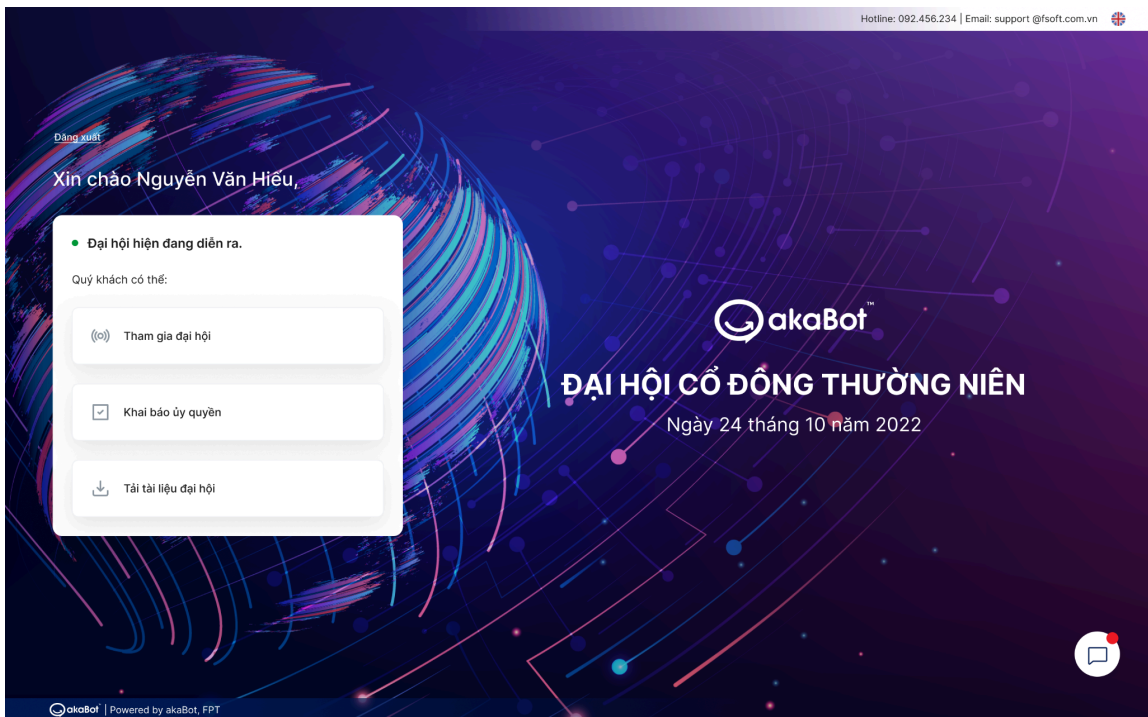 Hotline: 092.456.234 | Email: support @fsoft.com.vn
Đăng xuất
Xin chào Nguyễn Văn Hiếu,
Đại hội hiện đang diễn ra.
Quý khách có thể:
Tham gia đại hội
Khai báo ủy quyền
Tải tài liệu đại hội
akaBot™
ĐẠI HỘI CỔ ĐÔNG THƯỜNG NIÊN
Ngày 24 tháng 10 năm 2022
akaBot | Powered by akaBot, FPT